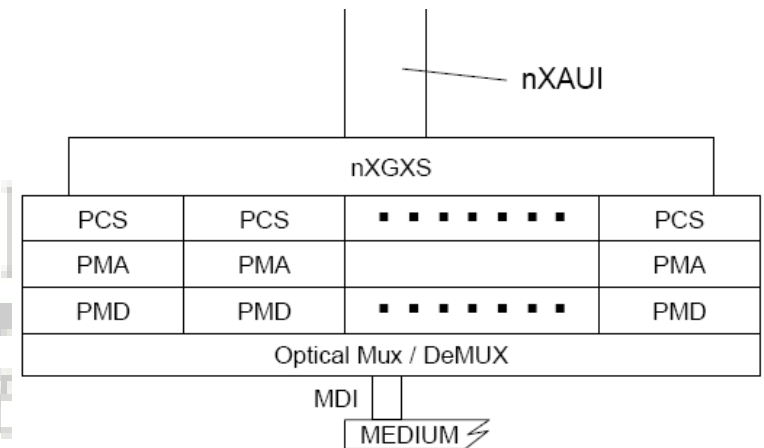 nXAUI
nXGXS
PCS PCS ▪ ▪ ▪ ▪ ▪ ▪ ▪ PCS
PMA PMA PMA
PMD PMD ▪ ▪ ▪ ▪ ▪ ▪ ▪ PMD
Optical Mux / DeMUX
MDI
MEDIUM